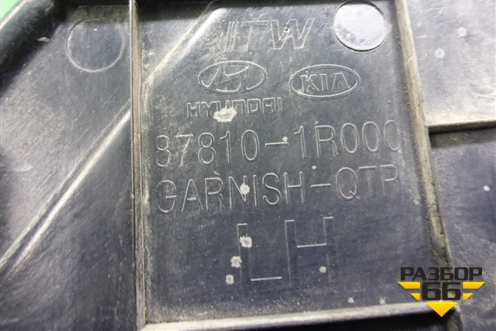 ITW
HYUNDAI KIA
87810-1R000
GARNISH-QTR
LH
РАЗБОР
66